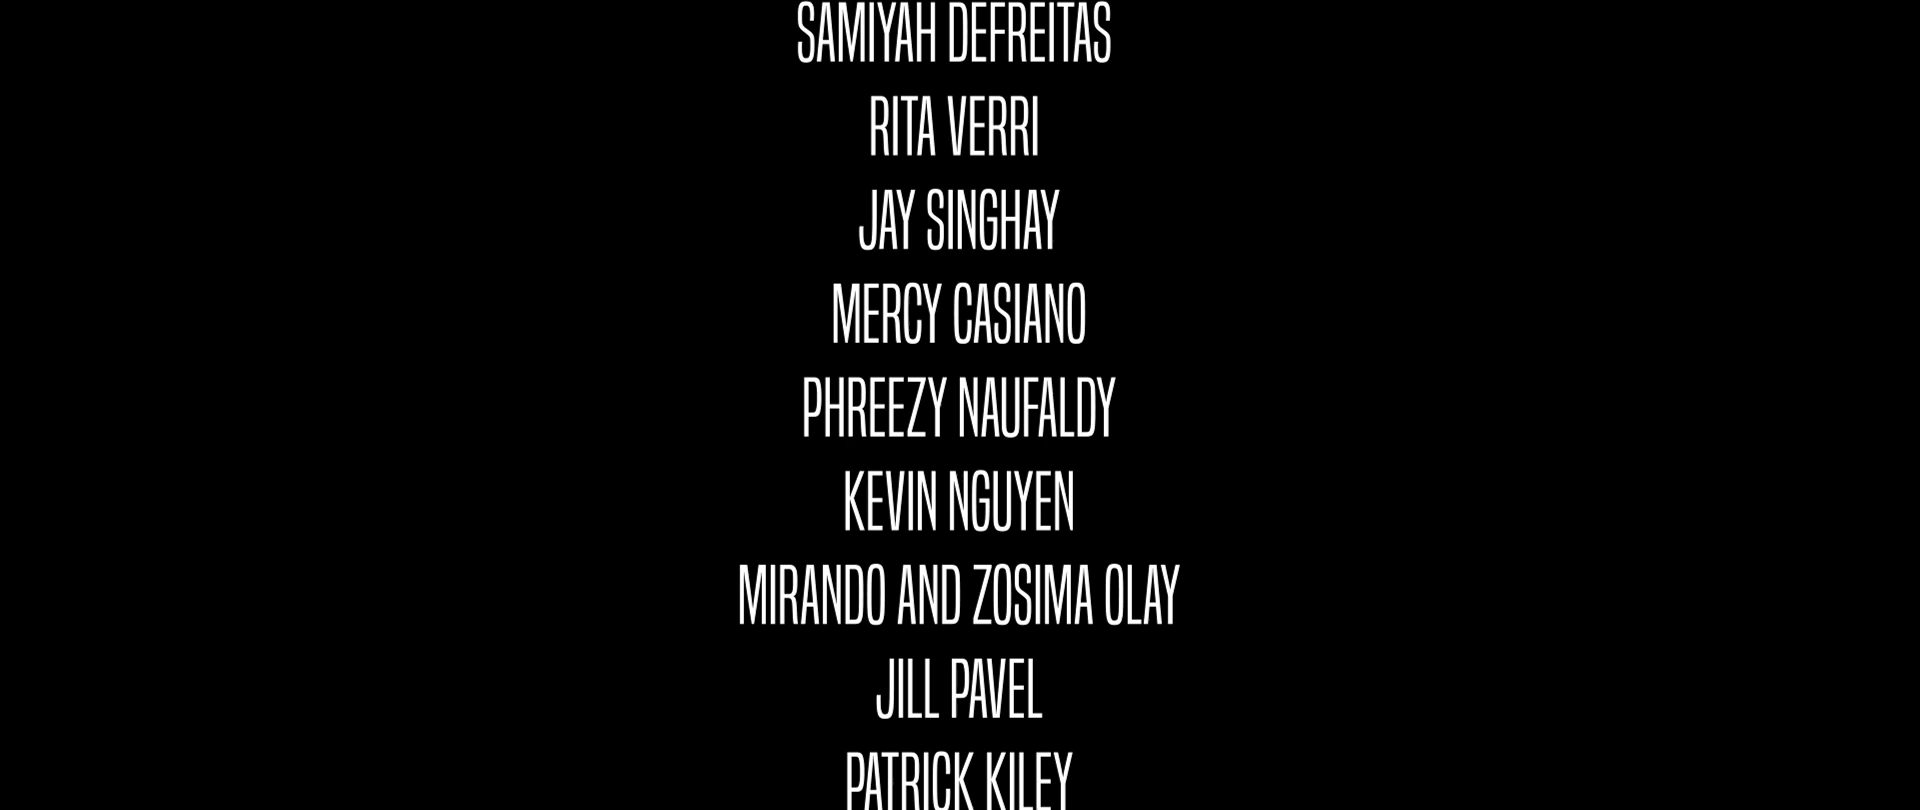 SAMIYAH DEFREITAS
RITA VERRI
JAY SINGHAY
MERCY CASIANO
PHREEZY NAUFALDY
KEVIN NGUYEN
MIRANDO AND ZOSIMA OLAY
JILL PAVEL
PATRICK KILEY